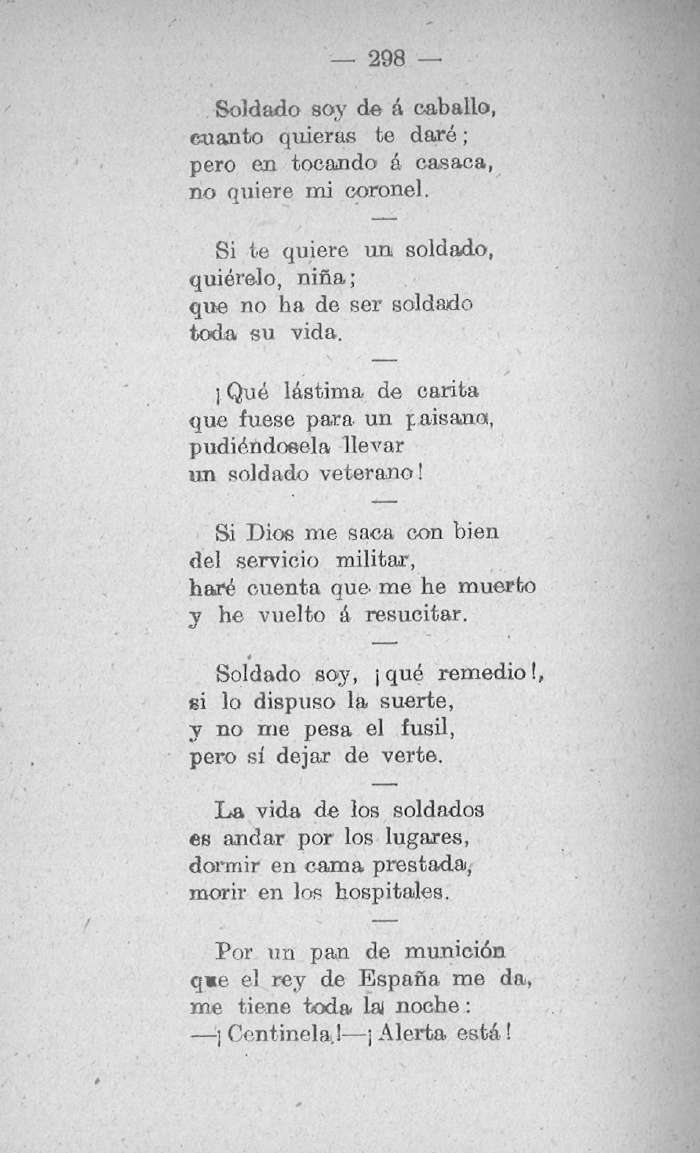 — 298 —
Soldado soy de á caballo,
cuanto quieras te daré;
pero en tocando á casaca,
no quiere mi coronel.
—
Si te quiere un soldado,
quiérelo, niña;
que no ha de ser soldado
toda su vida.
—
¡Qué lástima de carita
que fuese para un paisano,
pudiéndosela llevar
un soldado veterano!
—
Si Dios me saca con bien
del servicio militar,
haré cuenta que me he muerto
y he vuelto á resucitar.
—
Soldado soy, ¡qué remedio!,
si lo dispuso la suerte,
y no me pesa el fusil,
pero sí dejar de verte.
—
La vida de los soldados
es andar por los lugares,
dormir en cama prestada,
morir en los hospitales.
—
Por un pan de munición
que el rey de España me da,
me tiene toda la noche:
—¡Centinela!—¡Alerta está!